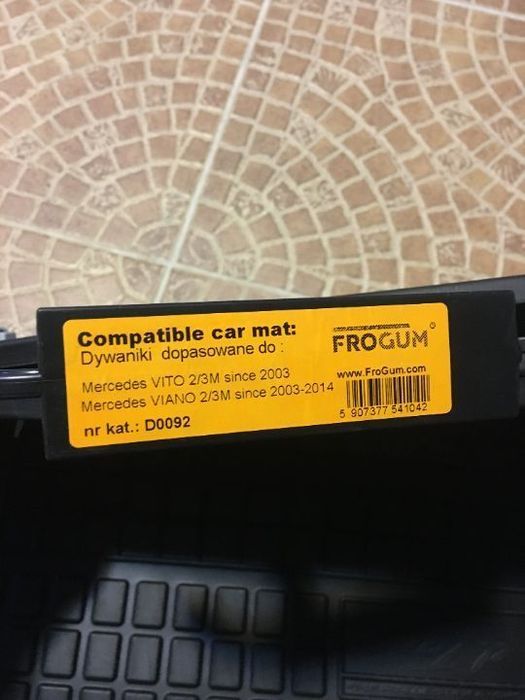 Compatible car mat:
Dywaniki dopasowane do :
Mercedes VITO 2/3M since 2003
Mercedes VIANO 2/3M since 2003-2014
nr kat.: D0092
FROGUM®
www.FroGum.com
5 907377 541042